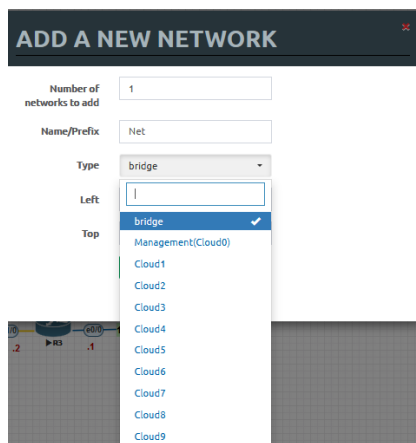 ADD A NEW NETWORK
Number of
networks to add
1
Name/Prefix
Net
Type
bridge
Left
Top
bridge
Management(Cloud0)
Cloud1
Cloud2
Cloud3
Cloud4
Cloud5
Cloud6
Cloud7
Cloud8
Cloud9
R3
e0/0
.2
.1